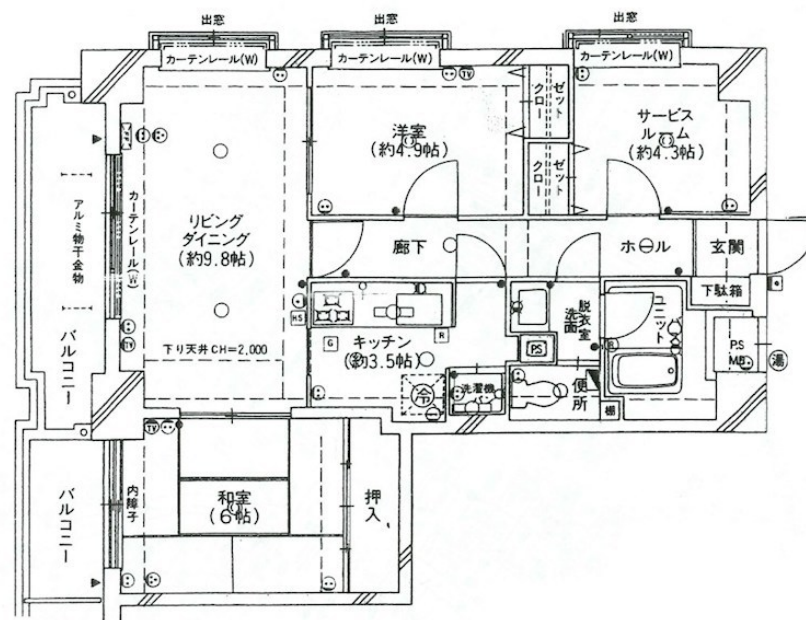 出窓
出窓
出窓
カーテンレール(W)
カーテンレール(W)
カーテンレール(W)
TV
クロー
ゼット
クロー
ゼット
洋室
(約4.9帖)
サービス
ルーム
(約4.3帖)
アルミ物干金物
カーテンレール(W)
リビング
ダイニング
(約9.8帖)
廊下
ホール
玄関
下駄箱
バルコニー
HS
キッチン
(約3.5帖)
G
R
脱衣室
洗面
PS
ユニット
R
P.S
MB
湯
下り天井 CH=2,000
TV
冷
洗濯機
便所
棚
TV
バルコニー
内障子
和室
(6帖)
押入